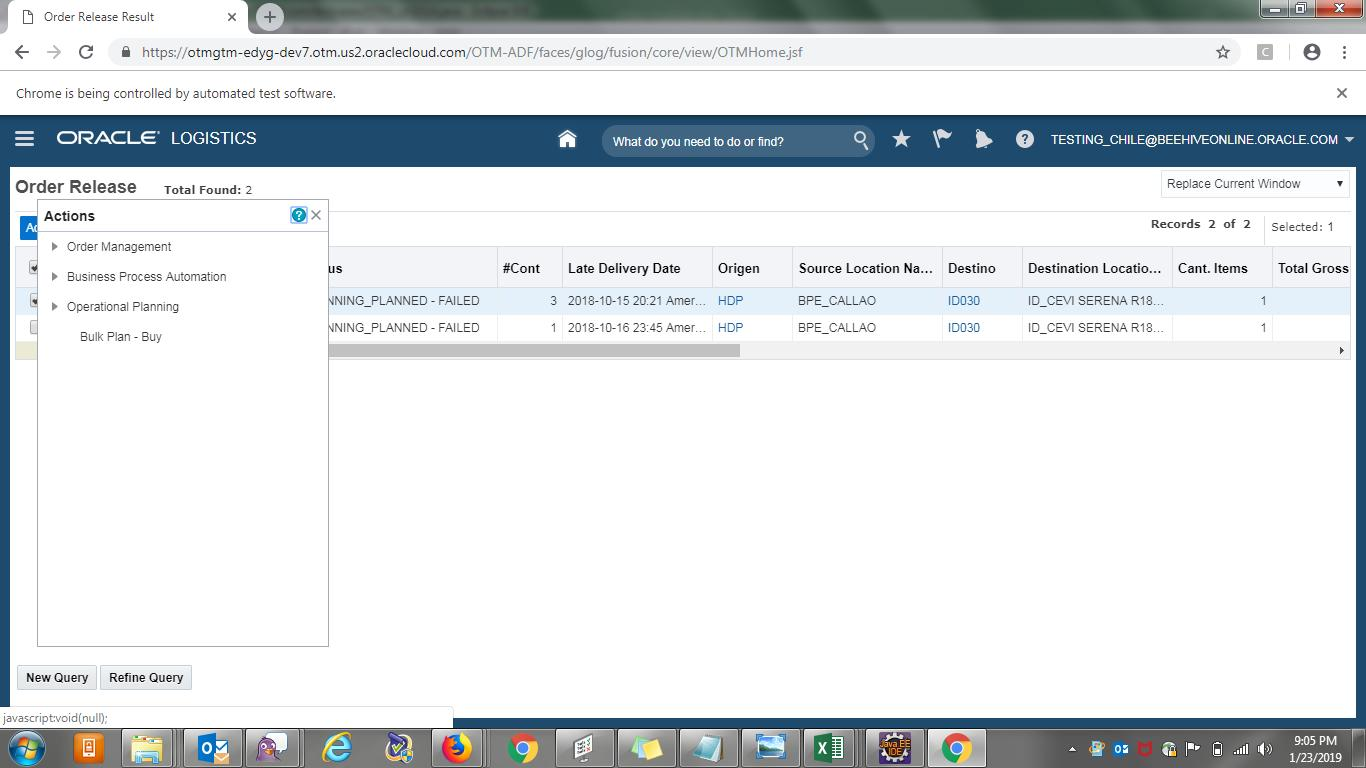 Order Release Result
https://otmgtm-edyg-dev7.otm.us2.oraclecloud.com/OTM-ADF/faces/glog/fusion/core/view/OTMHome.jsf
C
Chrome is being controlled by automated test software.
ORACLE LOGISTICS
What do you need to do or find?
TESTING_CHILE@BEEHIVEONLINE.ORACLE.COM
Order Release Total Found: 2
Replace Current Window
Records 2 of 2 Selected: 1
Actions
Order Management
Business Process Automation
Operational Planning
Bulk Plan - Buy
us #Cont Late Delivery Date Origen Source Location Na... Destino Destination Locatio... Cant. Items Total Gross
NNING_PLANNED - FAILED 3 2018-10-15 20:21 Amer... HDP BPE_CALLAO ID030 ID_CEVI SERENA R18... 1
NNING_PLANNED - FAILED 1 2018-10-16 23:45 Amer... HDP BPE_CALLAO ID030 ID_CEVI SERENA R18... 1
New Query Refine Query
javascript:void(null);
Java EE
IDE
9:05 PM
1/23/2019